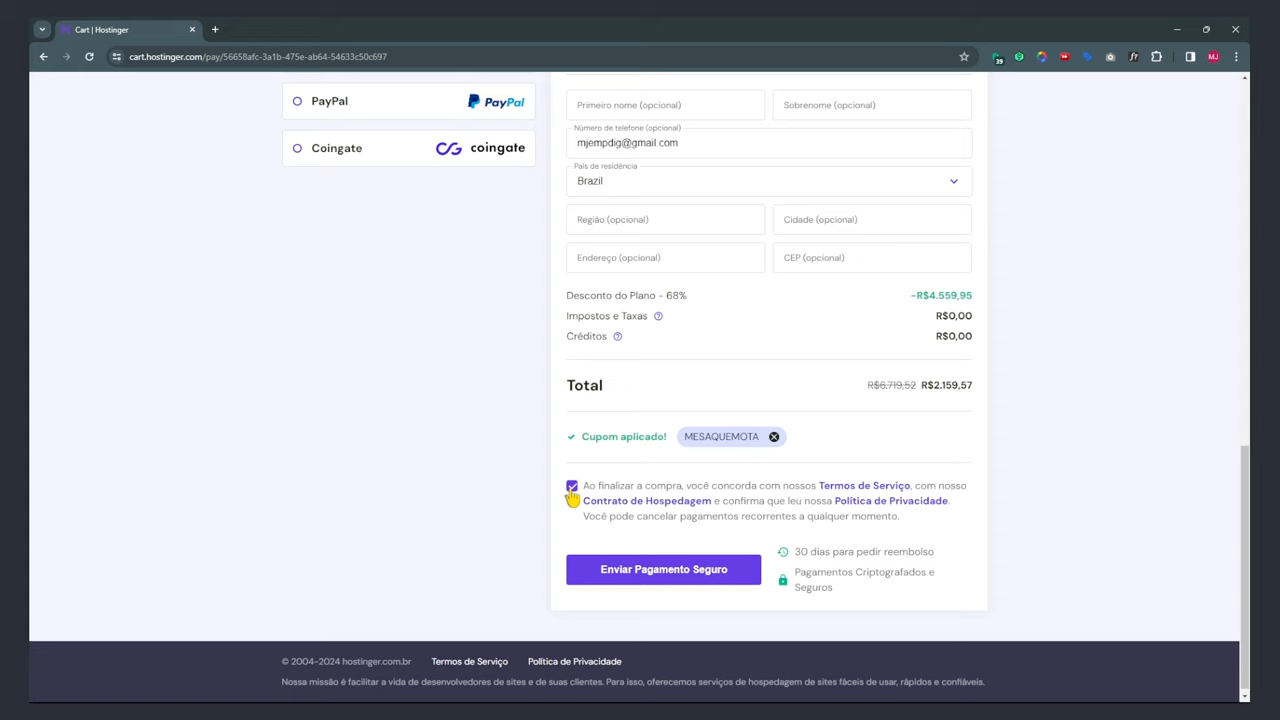 Cart | Hostinger
cart.hostinger.com/pay/56658afc-3a1b-475e-ab64-54633c50c697
39
MJ
PayPal
PayPal
Coingate
coingate
Primeiro nome (opcional)
Sobrenome (opcional)
Número de telefone (opcional)
mjempdig@gmail.com
País de residência
Brazil
Região (opcional)
Cidade (opcional)
Endereço (opcional)
CEP (opcional)
Desconto do Plano - 68%
-R$4.559,95
Impostos e Taxas
R$0,00
Créditos
R$0,00
Total
R$6.719,52 R$2.159,57
Cupom aplicado!
MESAQUEMOTA
Ao finalizar a compra, você concorda com nossos Termos de Serviço, com nosso
Contrato de Hospedagem e confirma que leu nossa Política de Privacidade.
Você pode cancelar pagamentos recorrentes a qualquer momento.
Enviar Pagamento Seguro
30 dias para pedir reembolso
Pagamentos Criptografados e
Seguros
© 2004-2024 hostinger.com.br
Termos de Serviço
Política de Privacidade
Nossa missão é facilitar a vida de desenvolvedores de sites e de suas clientes. Para isso, oferecemos serviços de hospedagem de sites fáceis de usar, rápidos e confiáveis.